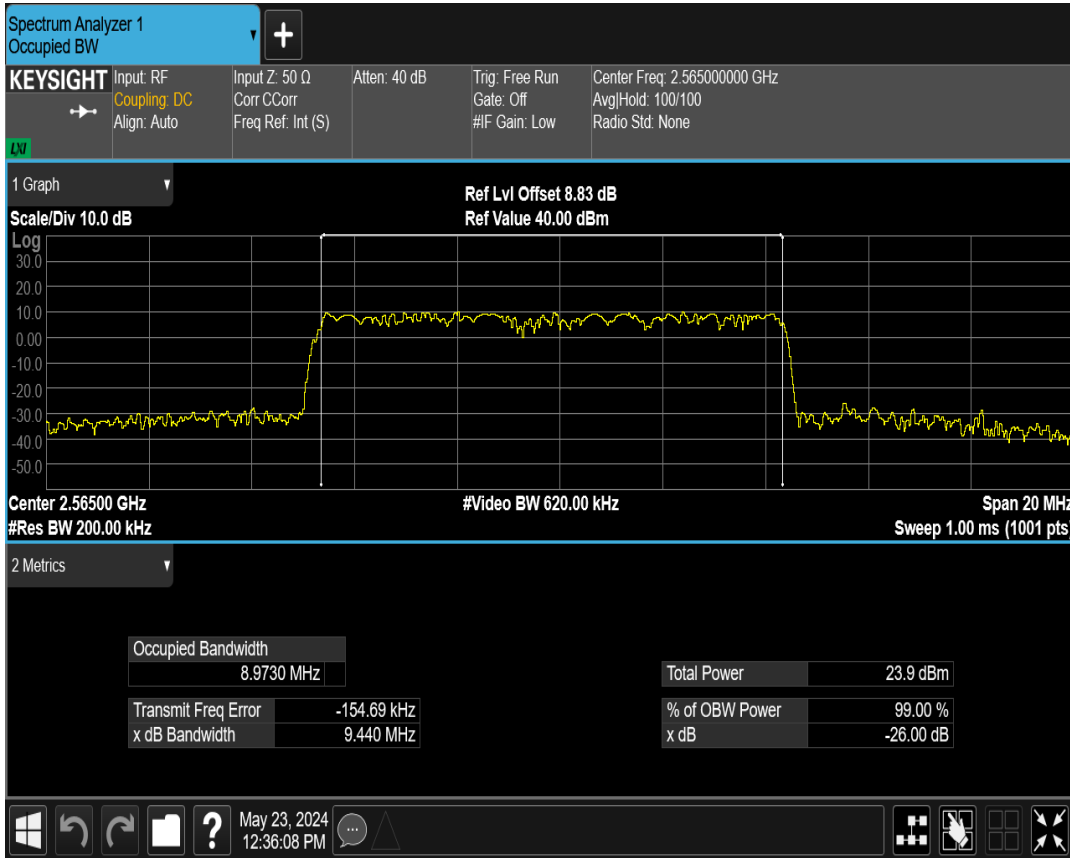 Spectrum Analyzer 1
Occupied BW
+
KEYSIGHT
LXI
Input: RF
Coupling: DC
Align: Auto
Input Z: 50 Ω
Corr CCorr
Freq Ref: Int (S)
Atten: 40 dB
Trig: Free Run
Gate: Off
#IF Gain: Low
Center Freq: 2.565000000 GHz
Avg|Hold: 100/100
Radio Std: None
1 Graph
Scale/Div 10.0 dB
Ref Lvl Offset 8.83 dB
Ref Value 40.00 dBm
Log
30.0
20.0
10.0
0.00
-10.0
-20.0
-30.0
-40.0
-50.0
Center 2.56500 GHz
#Video BW 620.00 kHz
Span 20 MHz
#Res BW 200.00 kHz
Sweep 1.00 ms (1001 pts)
2 Metrics
Occupied Bandwidth
8.9730 MHz
Transmit Freq Error -154.69 kHz
x dB Bandwidth 9.440 MHz
Total Power 23.9 dBm
% of OBW Power 99.00 %
x dB -26.00 dB
?
May 23, 2024
12:36:08 PM